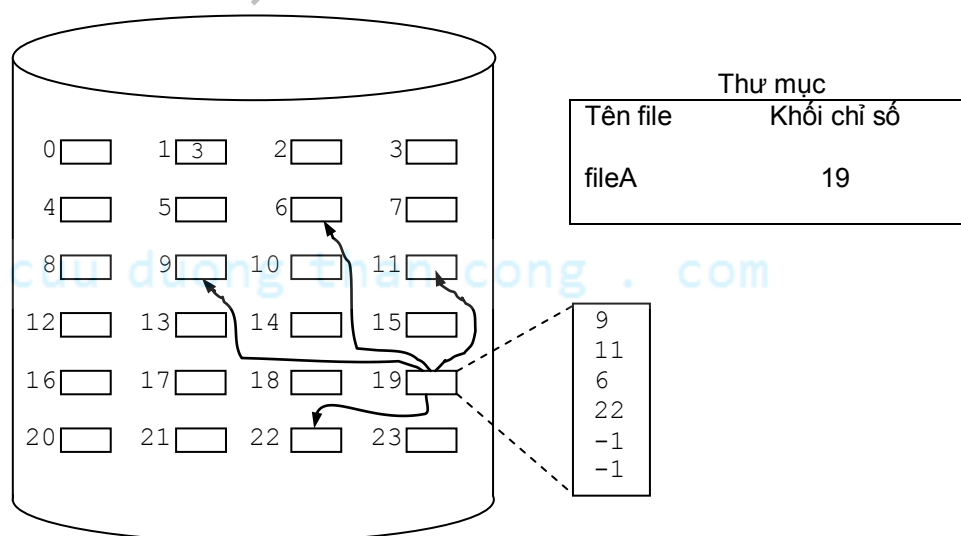 Thư mục
Tên file Khối chỉ số
fileA 19
0 1 3 2 3
4 5 6 7
cuu duong than cong . com
8 9 10 11
12 13 14 15
16 17 18 19
20 21 22 23
9
11
6
22
-1
-1